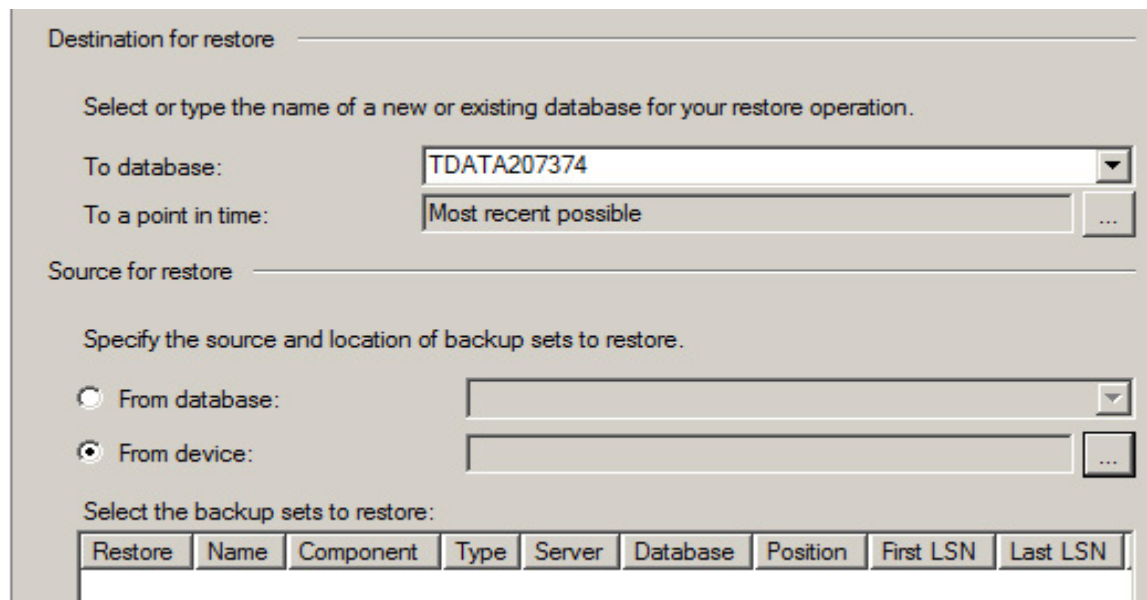 Destination for restore
Select or type the name of a new or existing database for your restore operation.
To database: TDATA207374
To a point in time: Most recent possible ...
Source for restore
Specify the source and location of backup sets to restore.
From database:
From device: ...
Select the backup sets to restore:
Restore Name Component Type Server Database Position First LSN Last LSN